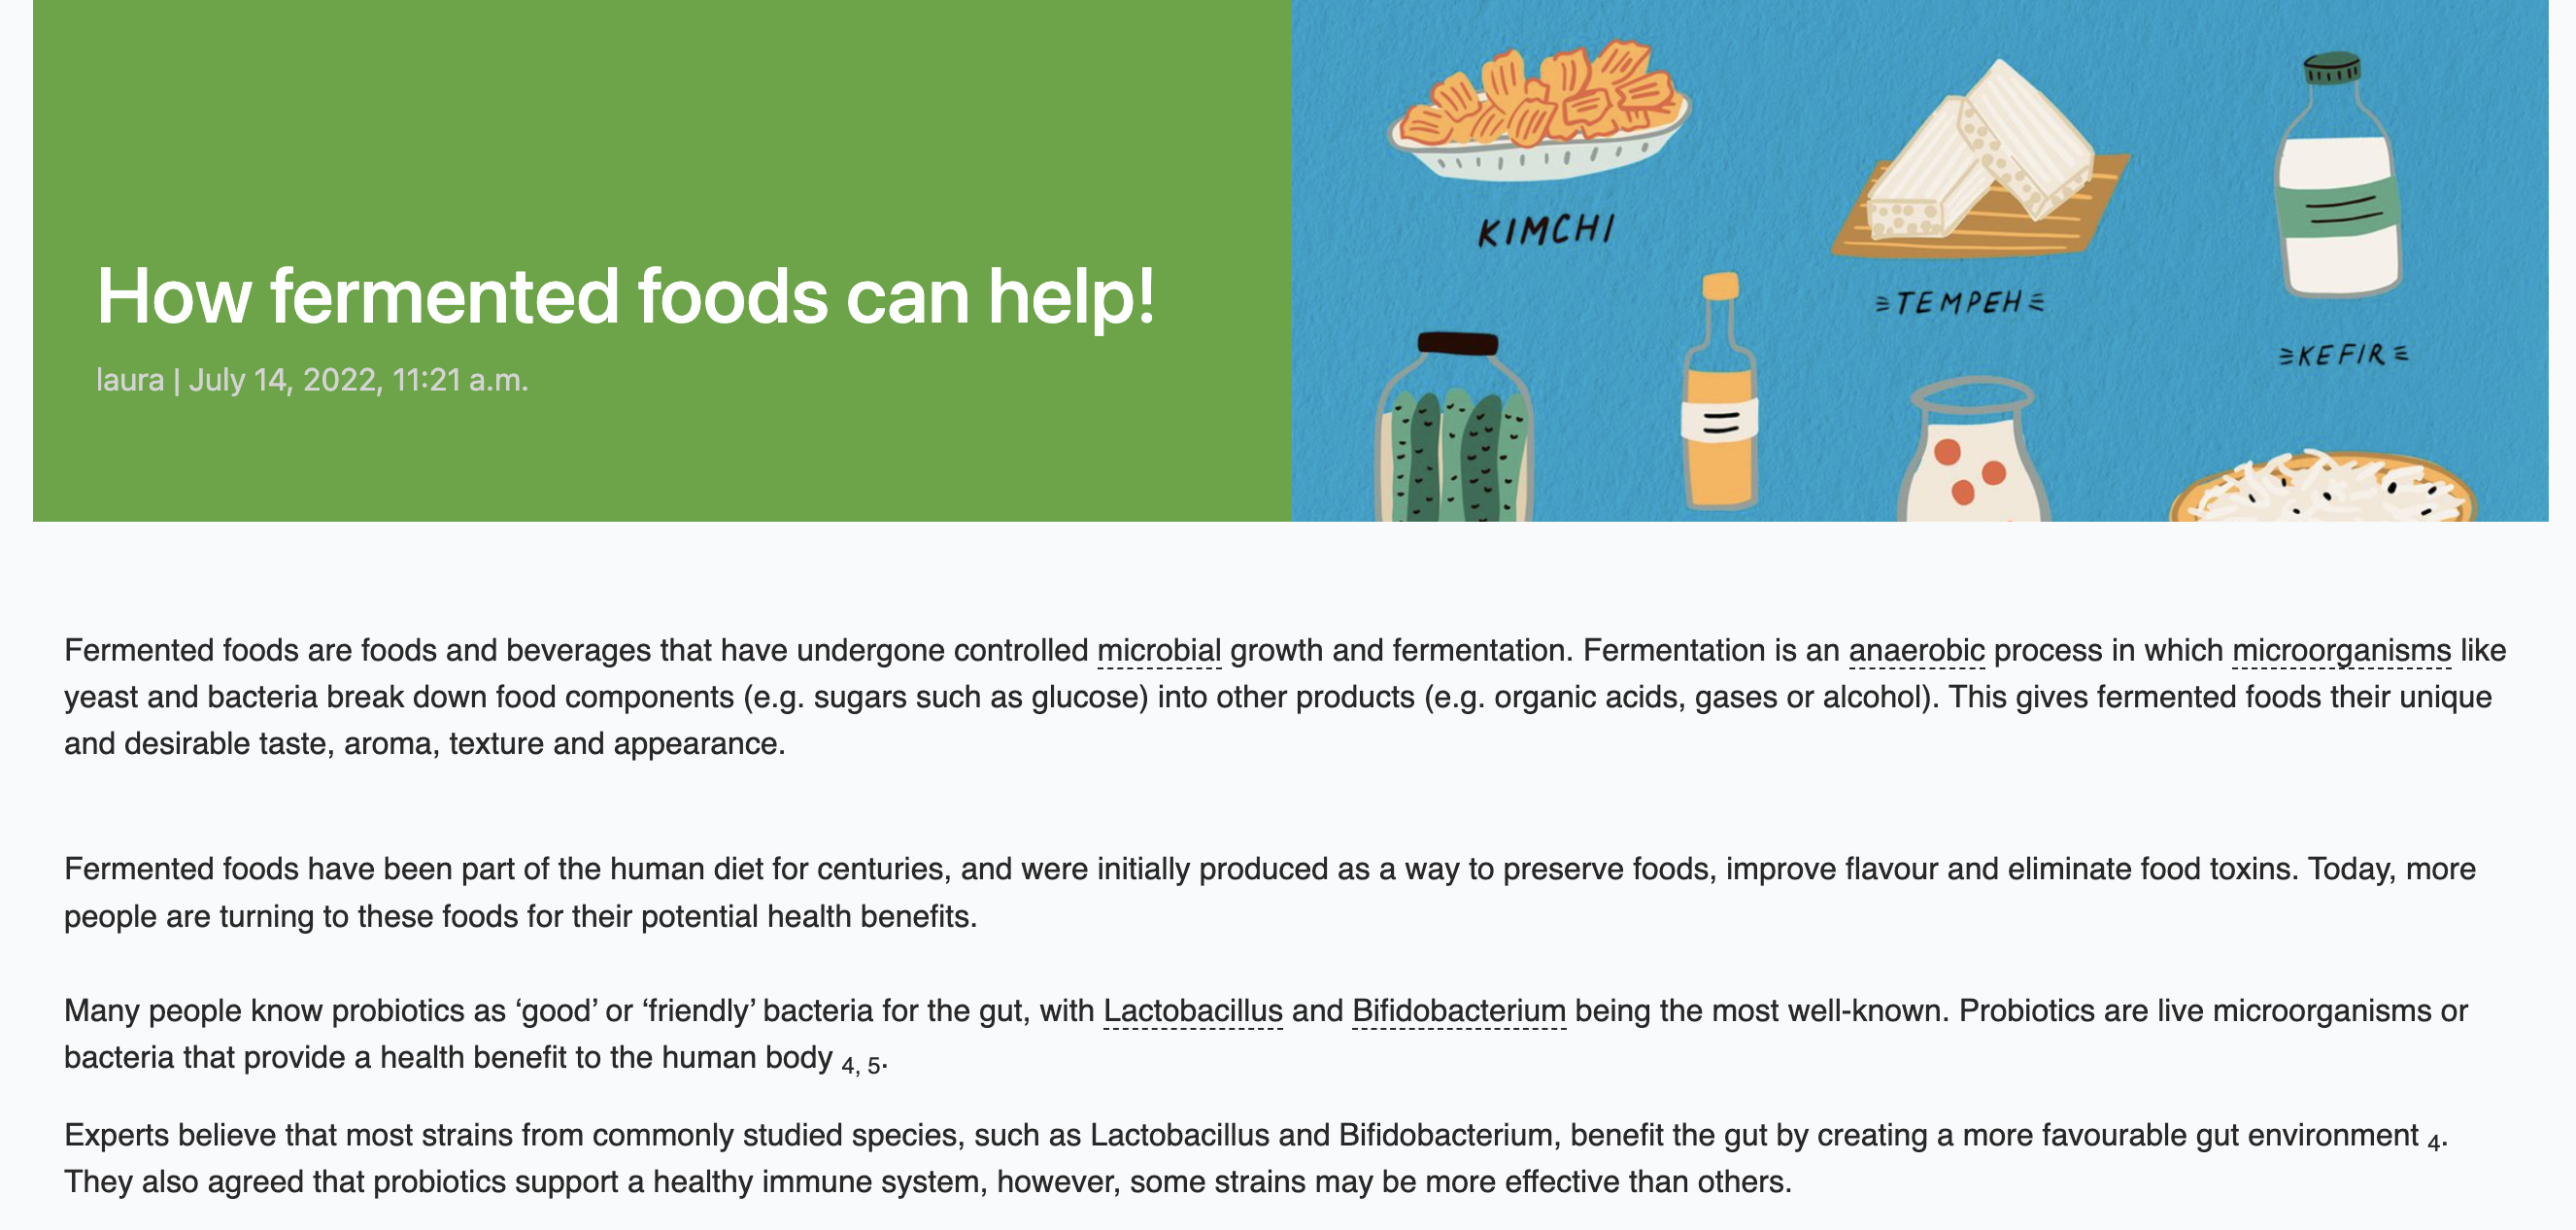 How fermented foods can help!
laura | July 14, 2022, 11:21 a.m.
KIMCHI
TEMPEH
KEFIR
Fermented foods are foods and beverages that have undergone controlled microbial growth and fermentation. Fermentation is an anaerobic process in which microorganisms like
yeast and bacteria break down food components (e.g. sugars such as glucose) into other products (e.g. organic acids, gases or alcohol). This gives fermented foods their unique
and desirable taste, aroma, texture and appearance.
Fermented foods have been part of the human diet for centuries, and were initially produced as a way to preserve foods, improve flavour and eliminate food toxins. Today, more
people are turning to these foods for their potential health benefits.
Many people know probiotics as ‘good’ or ‘friendly’ bacteria for the gut, with Lactobacillus and Bifidobacterium being the most well-known. Probiotics are live microorganisms or
bacteria that provide a health benefit to the human body 4, 5.
Experts believe that most strains from commonly studied species, such as Lactobacillus and Bifidobacterium, benefit the gut by creating a more favourable gut environment 4.
They also agreed that probiotics support a healthy immune system, however, some strains may be more effective than others.